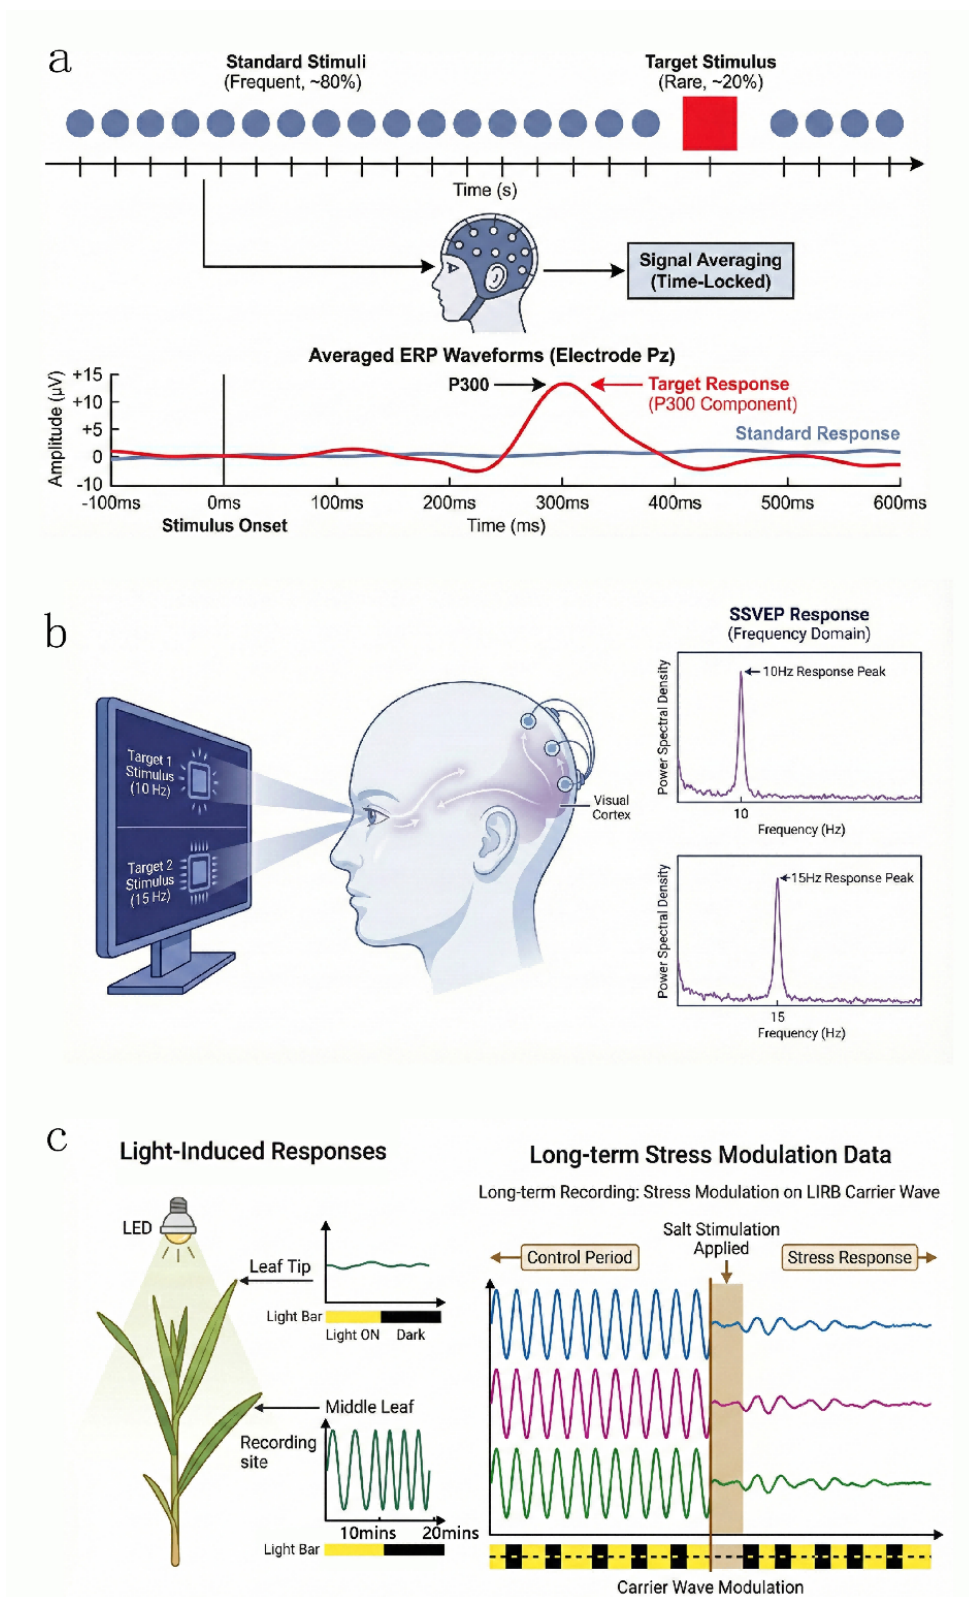 a
Standard Stimuli
(Frequent, ~80%)
Target Stimulus
(Rare, ~20%)
Time (s)
Signal Averaging
(Time-Locked)
Averaged ERP Waveforms (Electrode Pz)
Amplitude (μV)
+15
+10
+5
0
-10
P300
Target Response
(P300 Component)
Standard Response
-100ms
0ms
100ms
200ms
300ms
400ms
500ms
600ms
Stimulus Onset
Time (ms)
b
Target 1
Stimulus
(10 Hz)
Target 2
Stimulus
(15 Hz)
Visual
Cortex
SSVEP Response
(Frequency Domain)
Power Spectral Density
10Hz Response Peak
10
Frequency (Hz)
Power Spectral Density
15Hz Response Peak
15
Frequency (Hz)
c
Light-Induced Responses
LED
Leaf Tip
Light Bar
Light ON
Dark
Middle Leaf
Recording
site
10mins
20mins
Light Bar
Long-term Stress Modulation Data
Long-term Recording: Stress Modulation on LIRB Carrier Wave
Salt Stimulation
Applied
Control Period
Stress Response
Carrier Wave Modulation